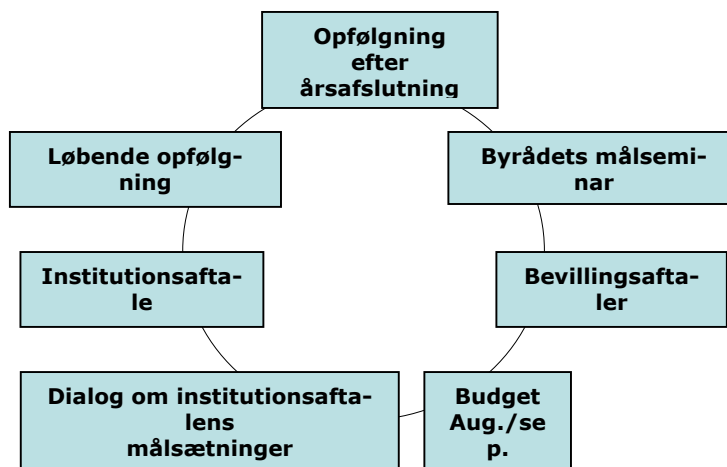 Opfølgning
efter
årsafslutning
Løbende opfølg-
ning
Byrådets målsemi-
nar
Institutionsafta-
le
Bevillingsafta-
ler
Dialog om institutionsafta-
lens
målsætninger
Budget
Aug./se
p.